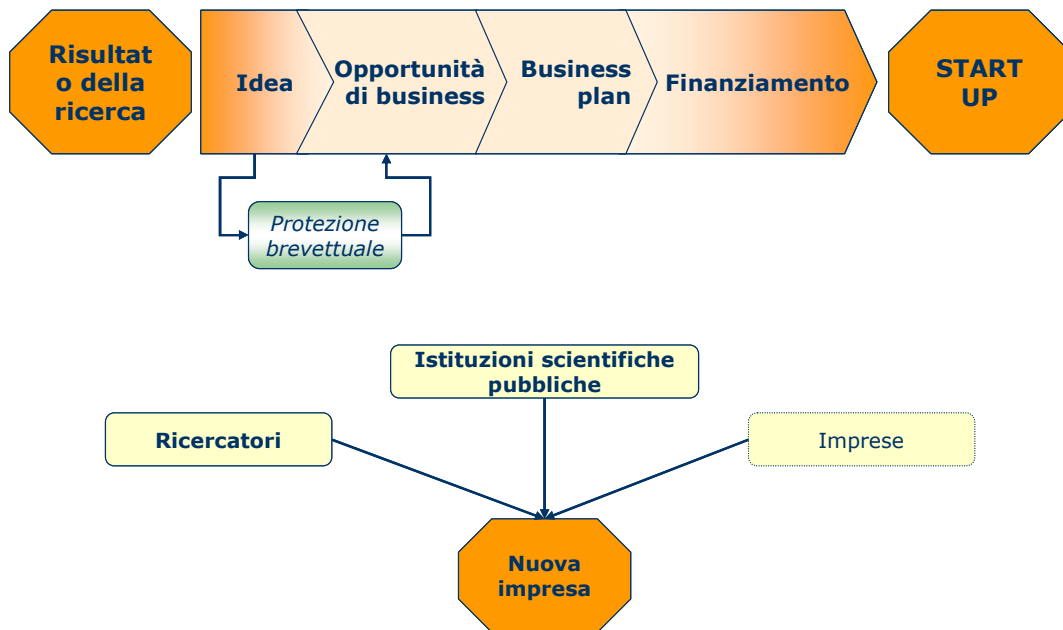 Risultat
o della
ricerca
Idea
Opportunità
di business
Business
plan
Finanziamento
START
UP
Protezione
brevettuale
Istituzioni scientifiche
pubbliche
Ricercatori
Imprese
Nuova
impresa